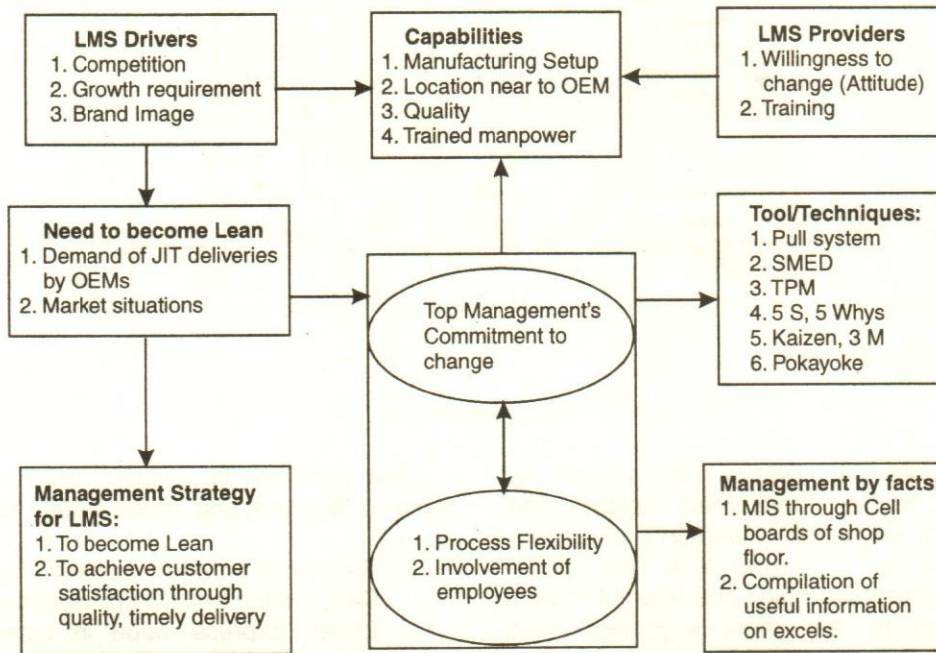 LMS Drivers
1. Competition
2. Growth requirement
3. Brand Image
Capabilities
1. Manufacturing Setup
2. Location near to OEM
3. Quality
4. Trained manpower
LMS Providers
1. Willingness to
change (Attitude)
2. Training
Need to become Lean
1. Demand of JIT deliveries
by OEMs
2. Market situations
Top Management's
Commitment to
change
Tool/Techniques:
1. Pull system
2. SMED
3. TPM
4. 5 S, 5 Whys
5. Kaizen, 3 M
6. Pokayoke
Management Strategy
for LMS:
1. To become Lean
2. To achieve customer
satisfaction through
quality, timely delivery
1. Process Flexibility
2. Involvement of
employees
Management by facts
1. MIS through Cell
boards of shop
floor.
2. Compilation of
useful information
on excels.